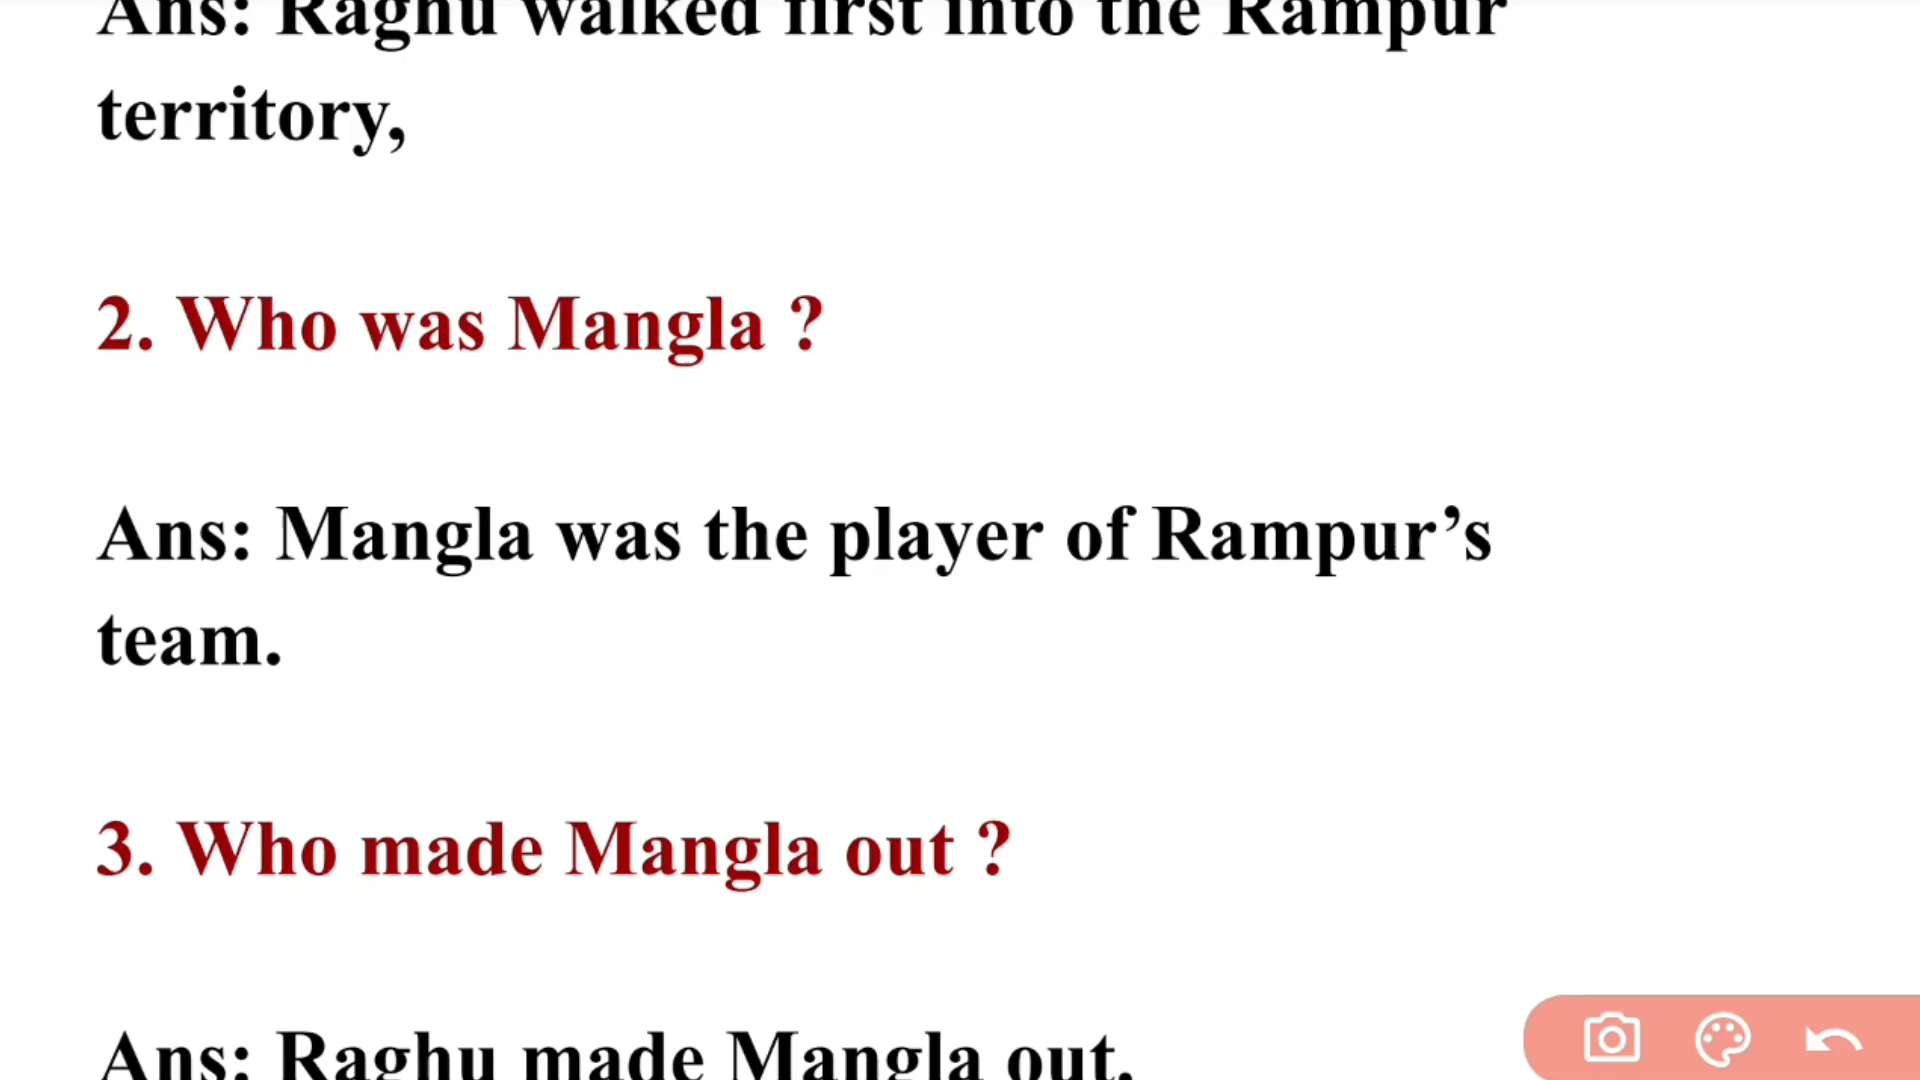 Ans: Raghu walked first into the Rampur
territory,
2. Who was Mangla ?
Ans: Mangla was the player of Rampur’s
team.
3. Who made Mangla out ?
Ans: Raghu made Mangla out.